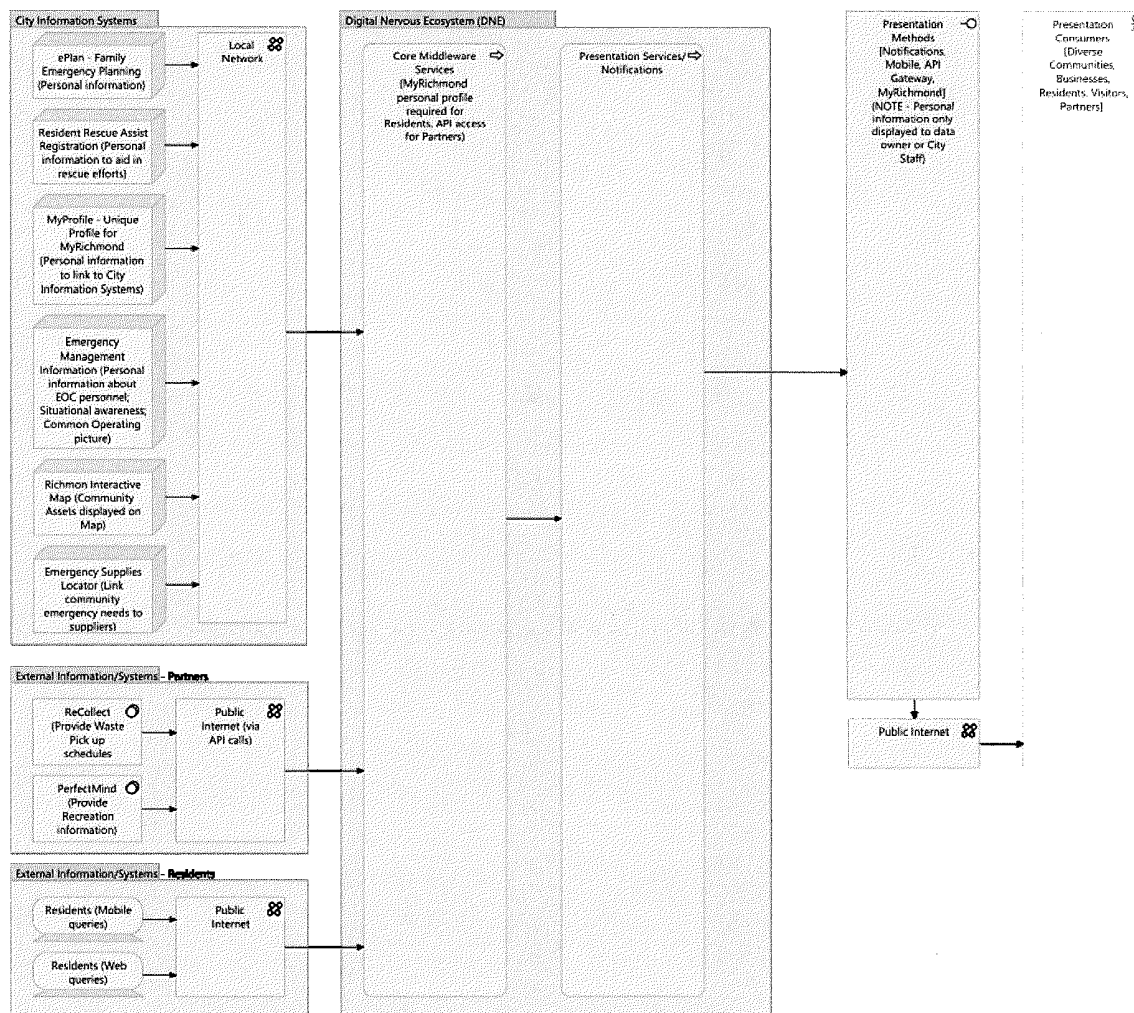 City Information Systems
ePlan - Family
Emergency Planning
(Personal information)
Resident Rescue Assist
Registration (Personal
information to aid in
rescue efforts)
MyProfile - Unique
Profile for
MyRichmond
(Personal information
to link to City
Information Systems)
Emergency
Management
Information (Personal
information about
EOC personnel;
Situational awareness;
Common Operating
picture)
Richmon Interactive
Map (Community
Assets displayed on
Map)
Emergency Supplies
Locator (Link
community
emergency needs to
suppliers)
Local
Network
External Information/Systems - Partners
ReCollect
(Provide Waste
Pick up
schedules
PerfectMind
(Provide
Recreation
information)
Public
Internet (via
API calls)
External Information/Systems - Residents
Residents (Mobile
queries)
Residents (Web
queries)
Public
Internet
Digital Nervous Ecosystem (DNE)
Core Middleware
Services
(MyRichmond
personal profile
required for
Residents, API access
for Partners)
Presentation Services/
Notifications
Presentation
Methods
[Notifications,
Mobile, API
Gateway,
MyRichmond]
(NOTE - Personal
information only
displayed to data
owner or City
Staff)
Public Internet
Presentation
Consumers
[Diverse
Communities,
Businesses,
Residents, Visitors,
Partners]